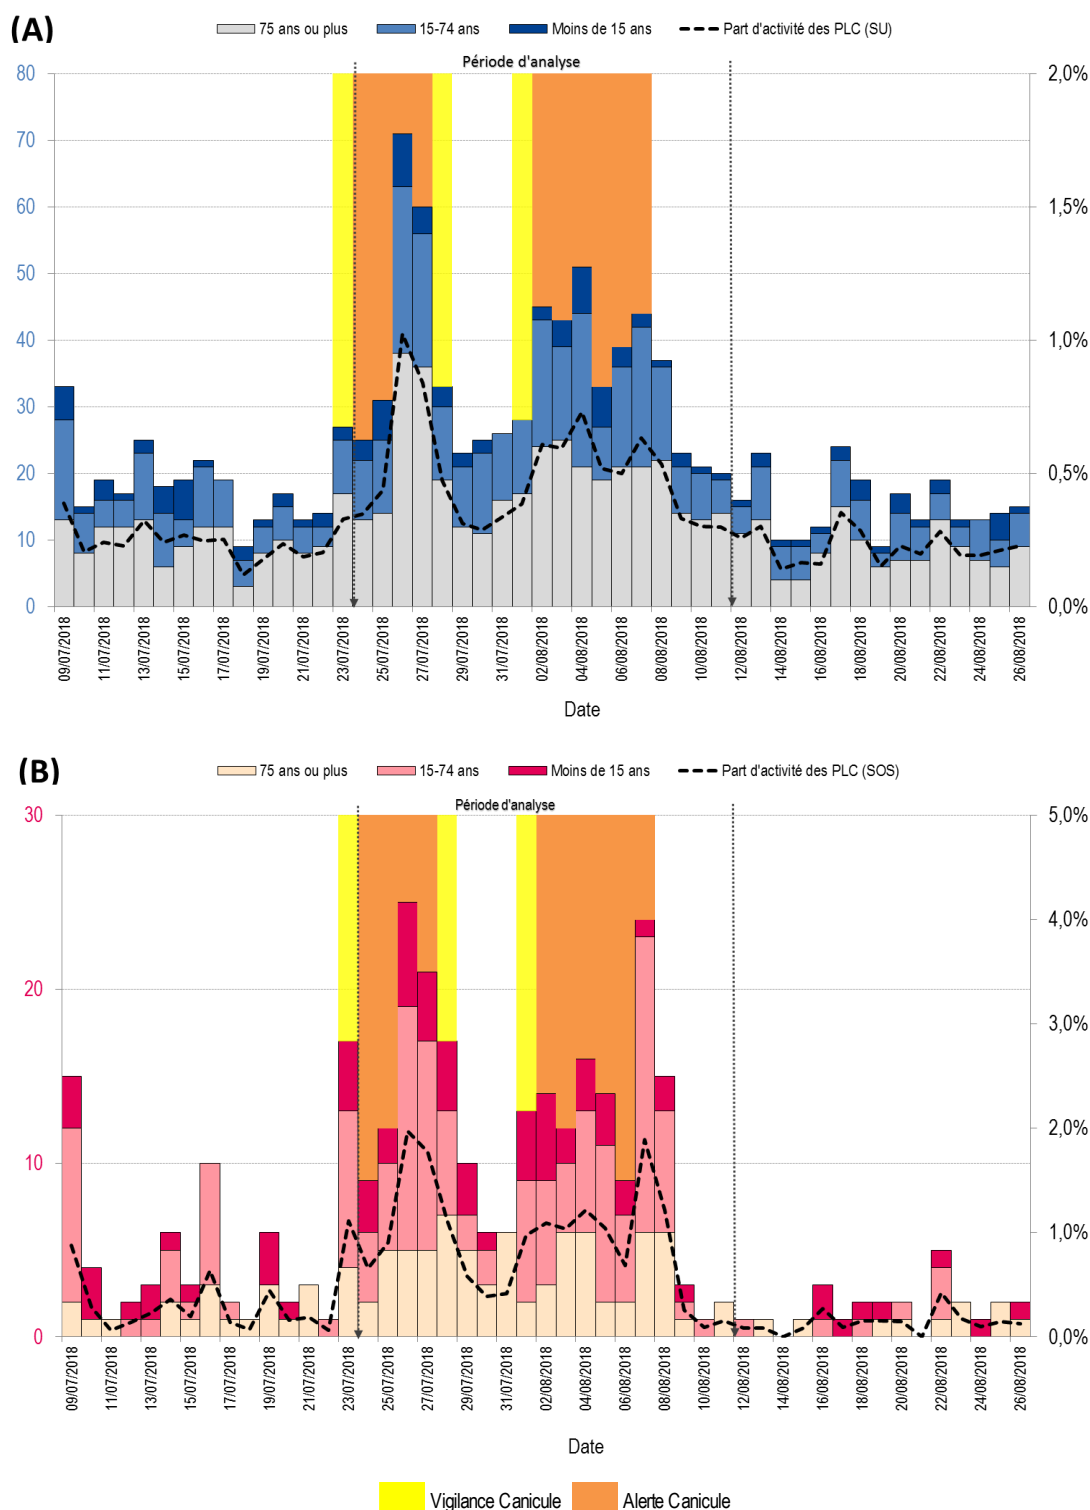 (A)
75 ans ou plus 15-74 ans Moins de 15 ans Part d'activité des PLC (SU)
Période d'analyse
80 2,0%
70
60 1,5%
50
40 1,0%
30
20 0,5%
10
0 0,0%
09/07/2018 11/07/2018 13/07/2018 15/07/2018 17/07/2018 19/07/2018 21/07/2018 23/07/2018 25/07/2018 27/07/2018 29/07/2018 31/07/2018 02/08/2018 04/08/2018 06/08/2018 08/08/2018 10/08/2018 12/08/2018 14/08/2018 16/08/2018 18/08/2018 20/08/2018 22/08/2018 24/08/2018 26/08/2018
Date
(B)
75 ans ou plus 15-74 ans Moins de 15 ans Part d'activité des PLC (SOS)
Période d'analyse
30 5,0%
4,0%
20
3,0%
2,0%
10
1,0%
0 0,0%
09/07/2018 11/07/2018 13/07/2018 15/07/2018 17/07/2018 19/07/2018 21/07/2018 23/07/2018 25/07/2018 27/07/2018 29/07/2018 31/07/2018 02/08/2018 04/08/2018 06/08/2018 08/08/2018 10/08/2018 12/08/2018 14/08/2018 16/08/2018 18/08/2018 20/08/2018 22/08/2018 24/08/2018 26/08/2018
Date
Vigilance Canicule Alerte Canicule